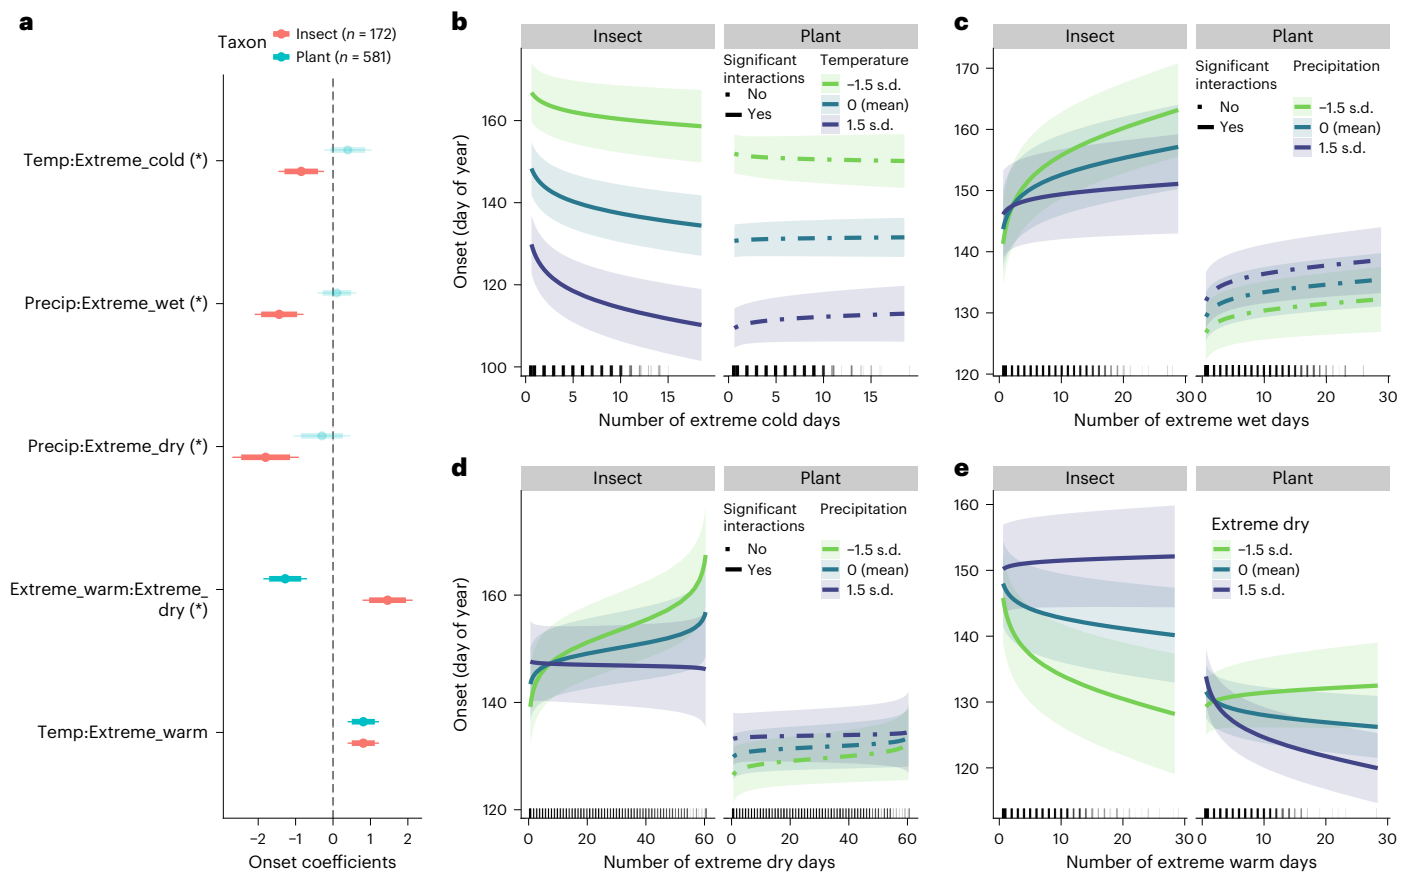 a
Taxon
Insect (n = 172)
Plant (n = 581)
Temp:Extreme_cold (*)
Precip:Extreme_wet (*)
Precip:Extreme_dry (*)
Extreme_warm:Extreme_
dry (*)
Temp:Extreme_warm
−2 −1 0 1 2
Onset coefficients
b
Insect Plant
Significant
interactions
No
Yes
Temperature
−1.5 s.d.
0 (mean)
1.5 s.d.
Onset (day of year)
160
140
120
100
0 5 10 15 0 5 10 15
Number of extreme cold days
c
Insect Plant
Significant
interactions
No
Yes
Precipitation
−1.5 s.d.
0 (mean)
1.5 s.d.
170
160
150
140
130
120
0 10 20 30 0 10 20 30
Number of extreme wet days
d
Insect Plant
Significant
interactions
No
Yes
Precipitation
−1.5 s.d.
0 (mean)
1.5 s.d.
Onset (day of year)
160
140
120
0 20 40 60 0 20 40 60
Number of extreme dry days
e
Insect Plant
Extreme dry
−1.5 s.d.
0 (mean)
1.5 s.d.
160
150
140
130
120
0 10 20 30 0 10 20 30
Number of extreme warm days